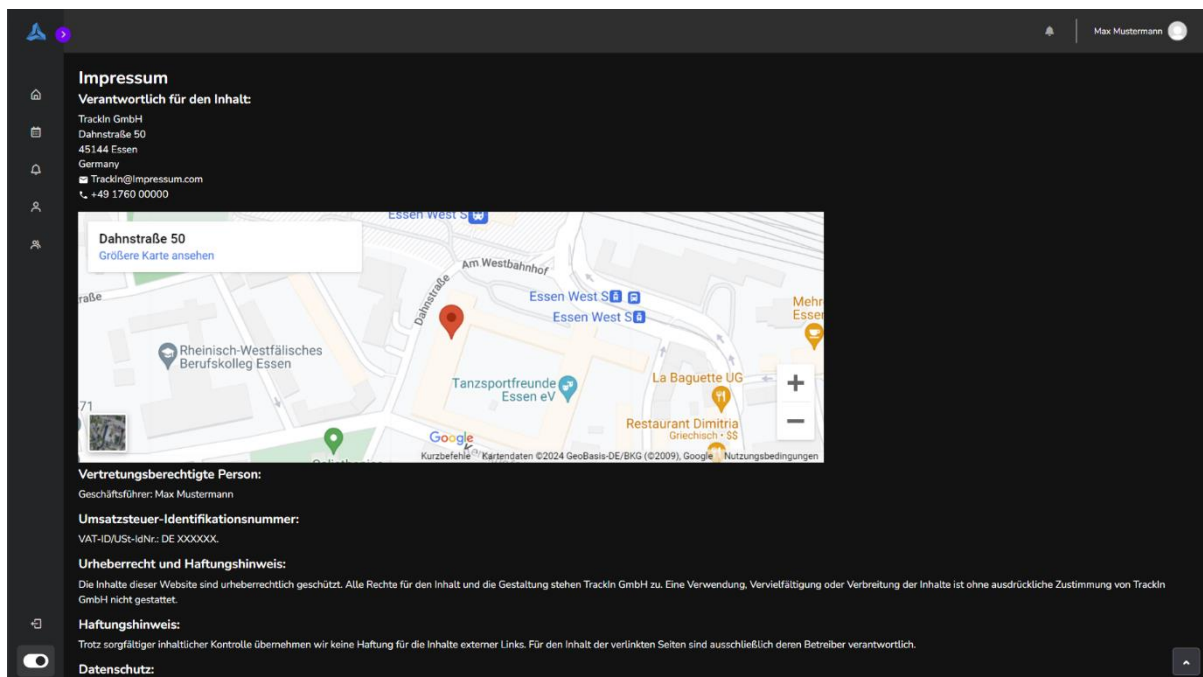 Max Mustermann
Impressum
Verantwortlich für den Inhalt:
TrackIn GmbH
Dahnstraße 50
45144 Essen
Germany
TrackIn@Impressum.com
+49 1760 00000
Essen West S
Dahnstraße 50
Größere Karte ansehen
Am Westbahnhof
Dahnstraße
raße
Essen West S
Essen West S
Mehr
Essen
Rheinisch-Westfälisches
Berufskolleg Essen
Tanzsportfreunde
Essen eV
La Baguette UG
+
71
Restaurant Dimitria
Griechisch · $$
−
Google
Kurzbefehle
Kartendaten ©2024 GeoBasis-DE/BKG (©2009), Google
Nutzungsbedingungen
Vertretungsberechtigte Person:
Geschäftsführer: Max Mustermann
Umsatzsteuer-Identifikationsnummer:
VAT-ID/USt-IdNr.: DE XXXXXX.
Urheberrecht und Haftungshinweis:
Die Inhalte dieser Website sind urheberrechtlich geschützt. Alle Rechte für den Inhalt und die Gestaltung stehen TrackIn GmbH zu. Eine Verwendung, Vervielfältigung oder Verbreitung der Inhalte ist ohne ausdrückliche Zustimmung von TrackIn
GmbH nicht gestattet.
Haftungshinweis:
Trotz sorgfältiger inhaltlicher Kontrolle übernehmen wir keine Haftung für die Inhalte externer Links. Für den Inhalt der verlinkten Seiten sind ausschließlich deren Betreiber verantwortlich.
Datenschutz: